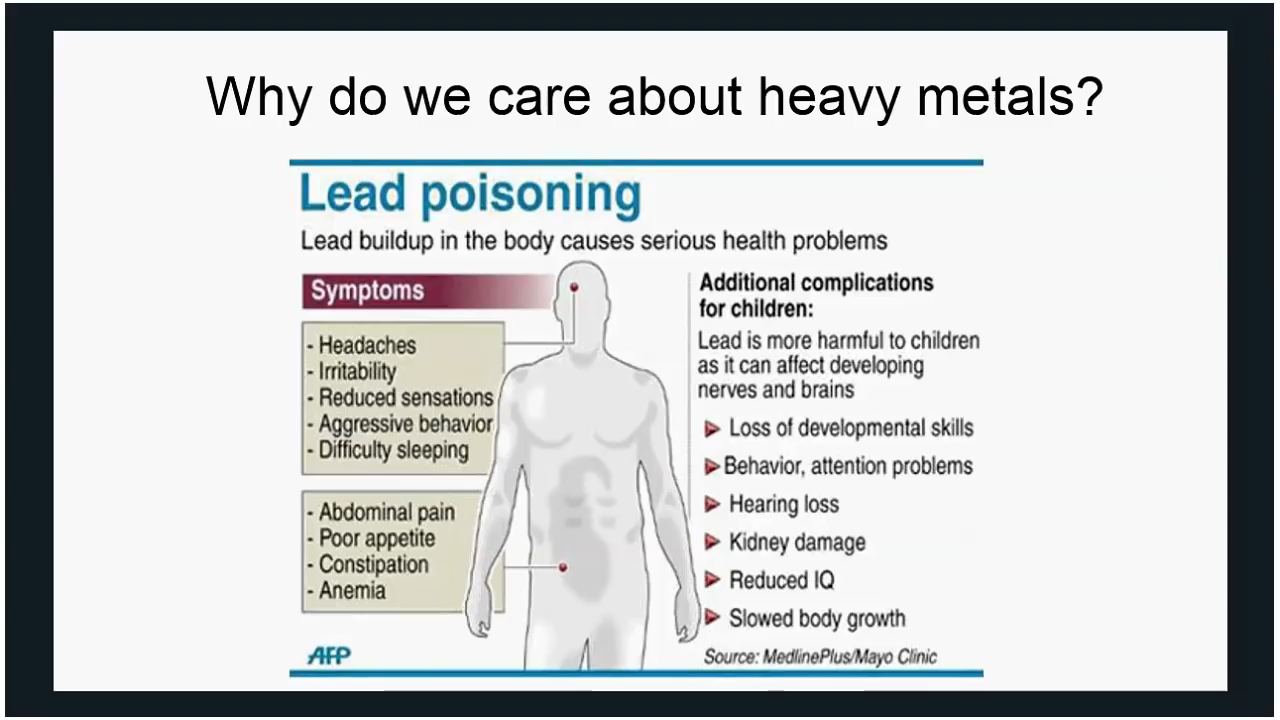 Why do we care about heavy metals?
Lead poisoning
Lead buildup in the body causes serious health problems
Symptoms
- Headaches
- Irritability
- Reduced sensations
- Aggressive behavior
- Difficulty sleeping
- Abdominal pain
- Poor appetite
- Constipation
- Anemia
Additional complications
for children:
Lead is more harmful to children
as it can affect developing
nerves and brains
Loss of developmental skills
Behavior, attention problems
Hearing loss
Kidney damage
Reduced IQ
Slowed body growth
AFP
Source: MedlinePlus/Mayo Clinic